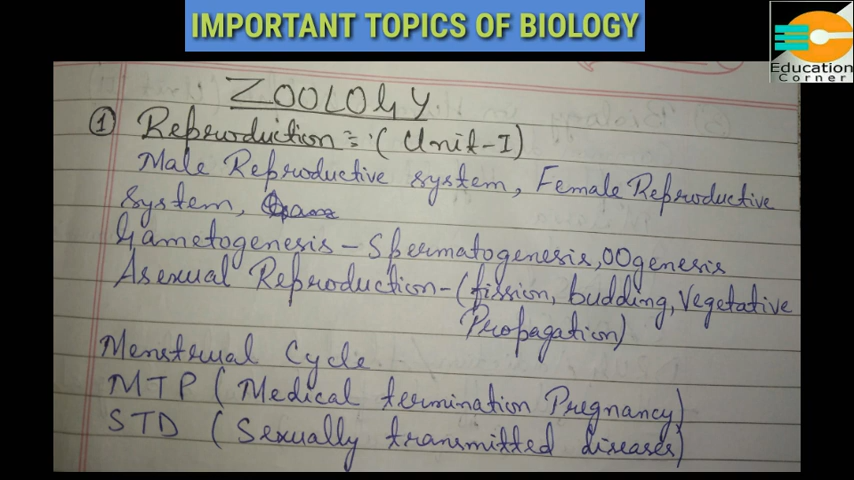 IMPORTANT TOPICS OF BIOLOGY
Education
Corner
ZOOLOGY
① Reproduction :- (Unit-I)
Male Reproductive system, Female Reproductive
system,
Gametogenesis - Spermatogenesis, OOgenesis
Asexual Reproduction - (fission, budding, Vegetative
Propagation)
Menstrual Cycle
MTP (Medical termination Pregnancy)
STD (Sexually transmitted diseases)